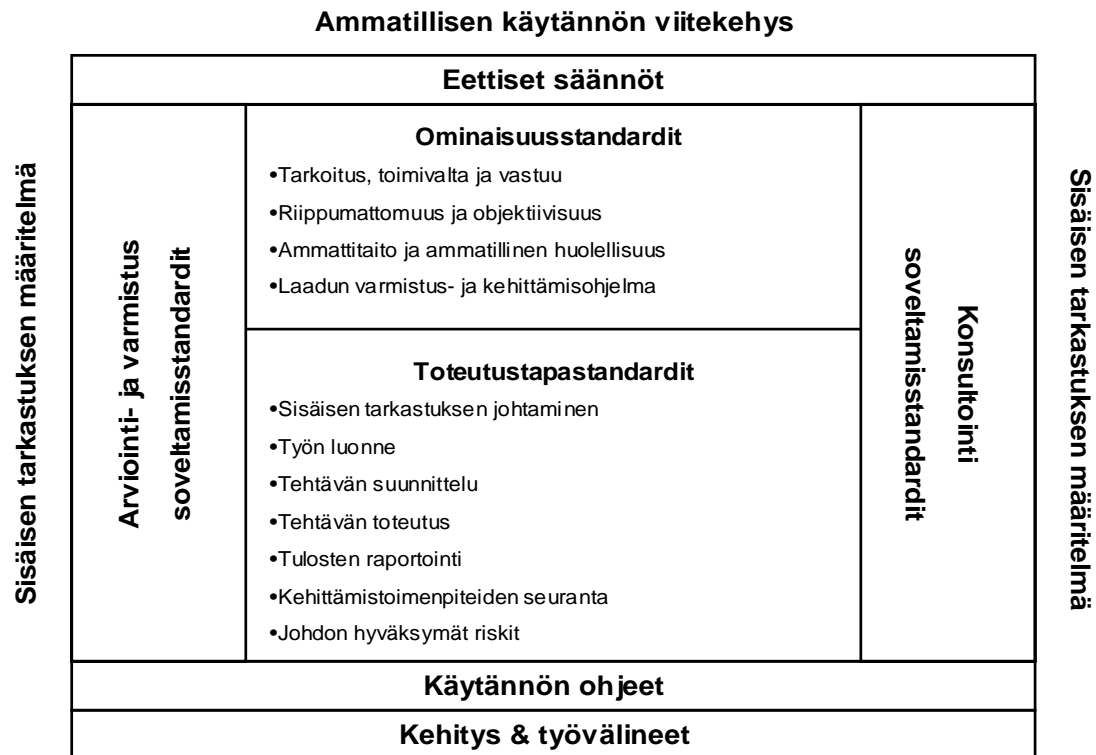 Ammatillisen käytännön viitekehys
Eettiset säännöt
Sisäisen tarkastuksen määritelmä
Arviointi- ja varmistus
soveltamisstandardit
Ominaisuusstandardit
•Tarkoitus, toimivalta ja vastuu
•Riippumattomuus ja objektiivisuus
•Ammattitaito ja ammatillinen huolellisuus
•Laadun varmistus- ja kehittämisohjelma
Toteutustapastandardit
•Sisäisen tarkastuksen johtaminen
•Työn luonne
•Tehtävän suunnittelu
•Tehtävän toteutus
•Tulosten raportointi
•Kehittämistoimenpiteiden seuranta
•Johdon hyväksymät riskit
Konsultointi
soveltamisstandardit
Sisäisen tarkastuksen määritelmä
Käytännön ohjeet
Kehitys & työvälineet